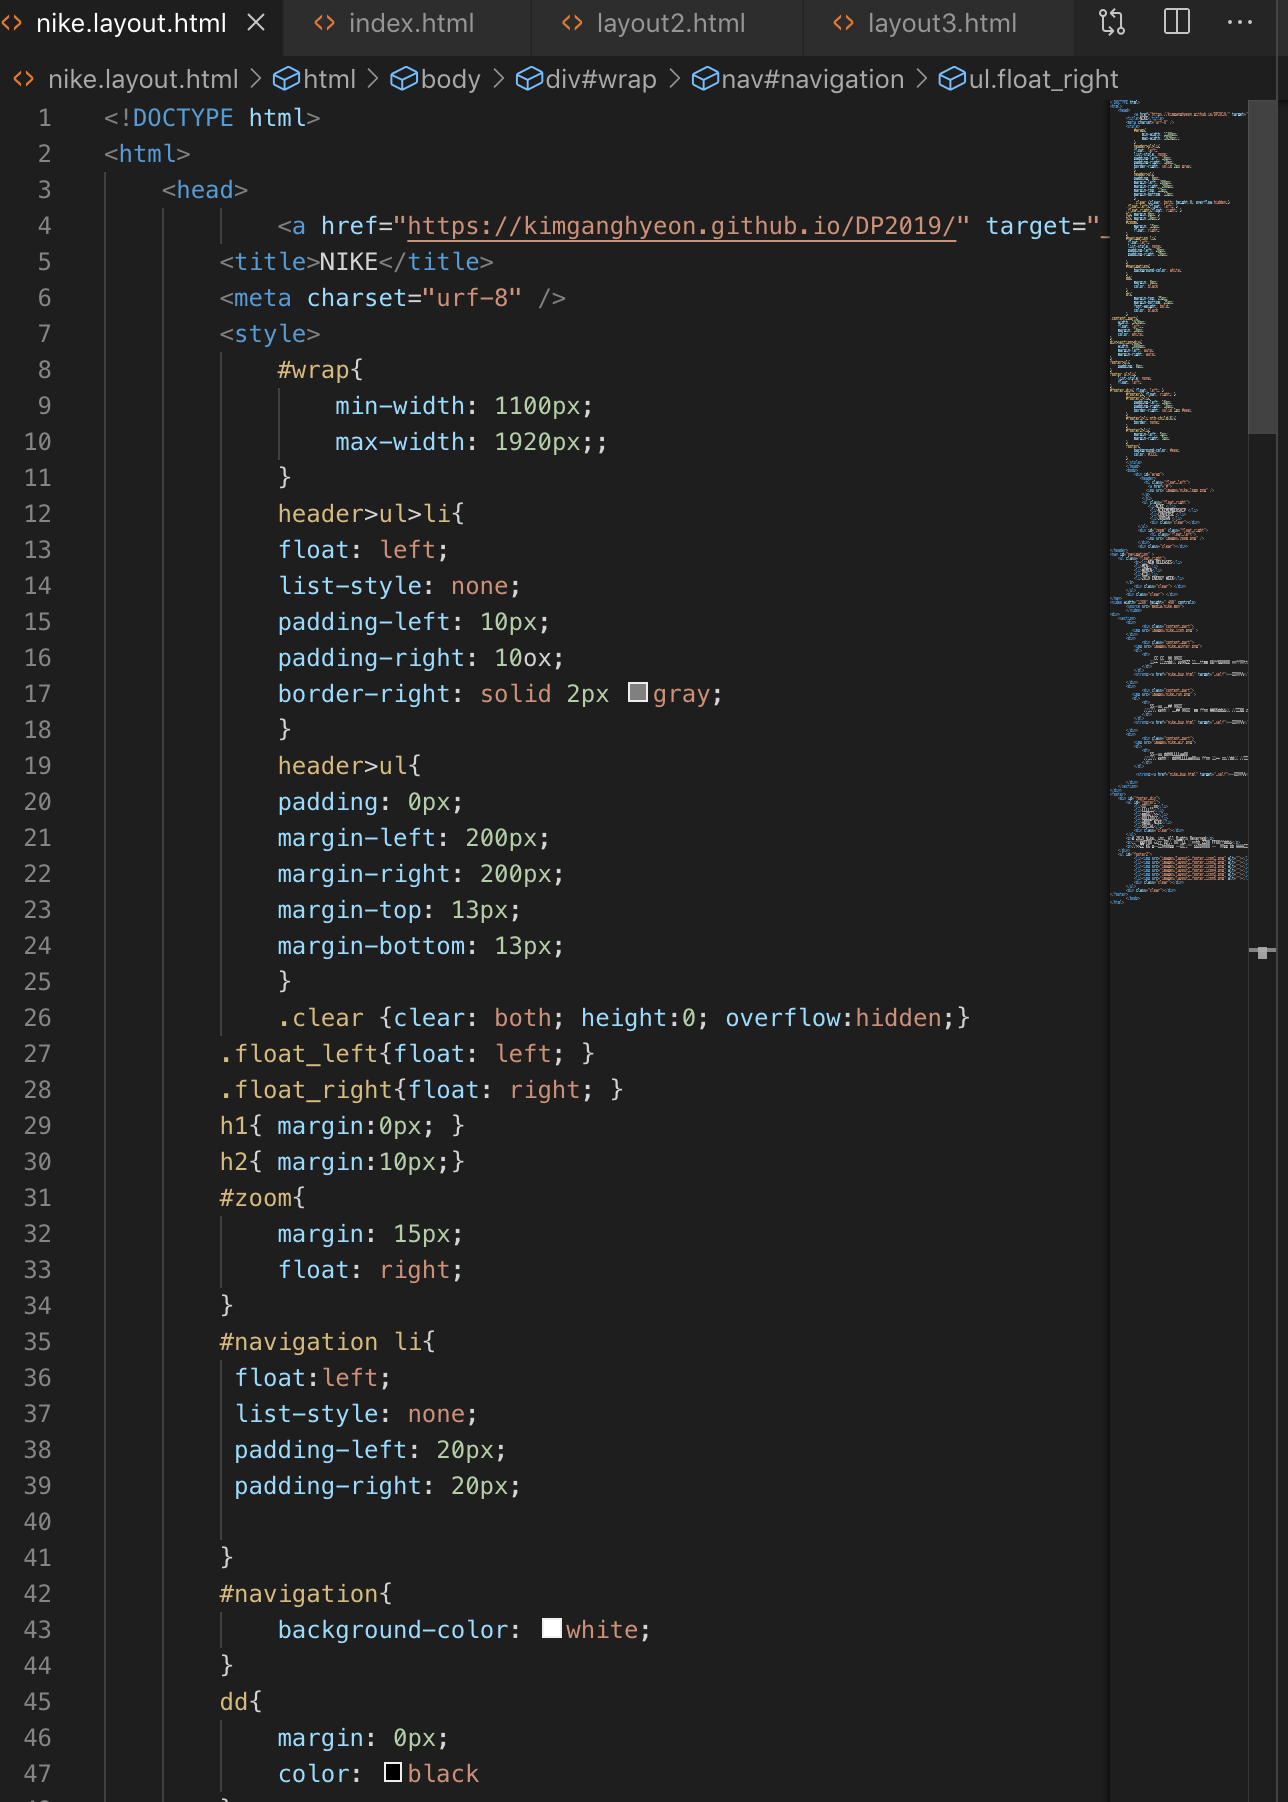 nike.layout.html index.html layout2.html layout3.html
nike.layout.html > html > body > div#wrap > nav#navigation > ul.float_right
1 <!DOCTYPE html>
2 <html>
3 <head>
4 <a href="https://kimganghyeon.github.io/DP2019/" target="_
5 <title>NIKE</title>
6 <meta charset="urf-8" />
7 <style>
8 #wrap{
9 min-width: 1100px;
10 max-width: 1920px;;
11 }
12 header>ul>li{
13 float: left;
14 list-style: none;
15 padding-left: 10px;
16 padding-right: 10ox;
17 border-right: solid 2px gray;
18 }
19 header>ul{
20 padding: 0px;
21 margin-left: 200px;
22 margin-right: 200px;
23 margin-top: 13px;
24 margin-bottom: 13px;
25 }
26 .clear {clear: both; height:0; overflow:hidden;}
27 .float_left{float: left; }
28 .float_right{float: right; }
29 h1{ margin:0px; }
30 h2{ margin:10px;}
31 #zoom{
32 margin: 15px;
33 float: right;
34 }
35 #navigation li{
36 float:left;
37 list-style: none;
38 padding-left: 20px;
39 padding-right: 20px;
40
41 }
42 #navigation{
43 background-color: white;
44 }
45 dd{
46 margin: 0px;
47 color: black